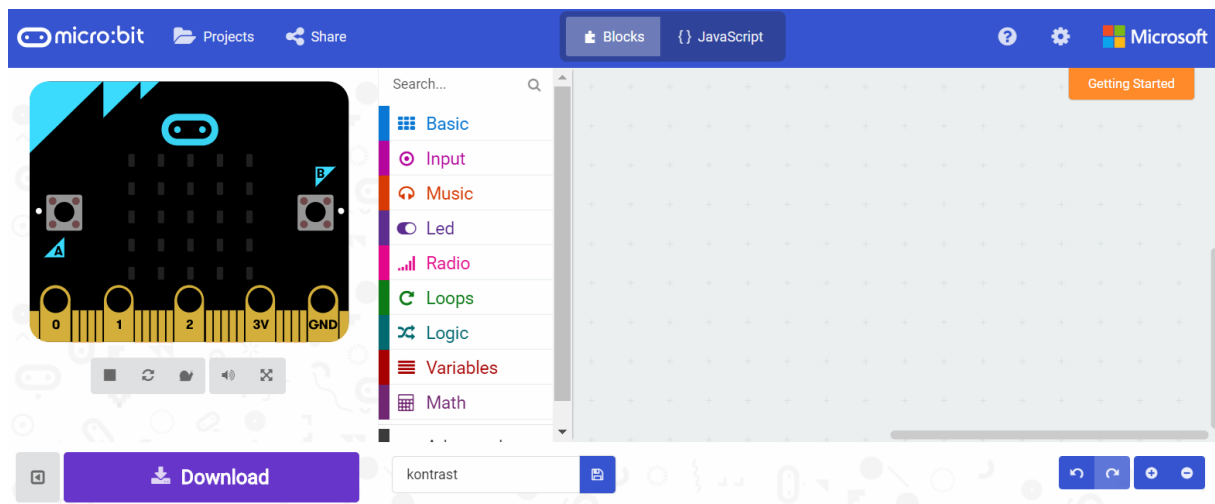 micro:bit Projects Share Blocks {} JavaScript ? Microsoft
Search...
Getting Started
Basic
Input
Music
Led
Radio
Loops
Logic
Variables
Math
B
A
0 1 2 3V GND
Download
kontrast